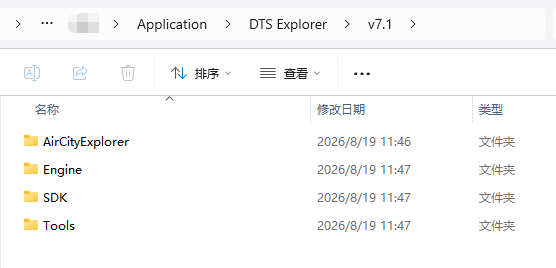 … Application > DTS Explorer > v7.1 >
排序 查看 •••
名称 修改日期 类型
AirCityExplorer 2026/8/19 11:46 文件夹
Engine 2026/8/19 11:47 文件夹
SDK 2026/8/19 11:47 文件夹
Tools 2026/8/19 11:47 文件夹